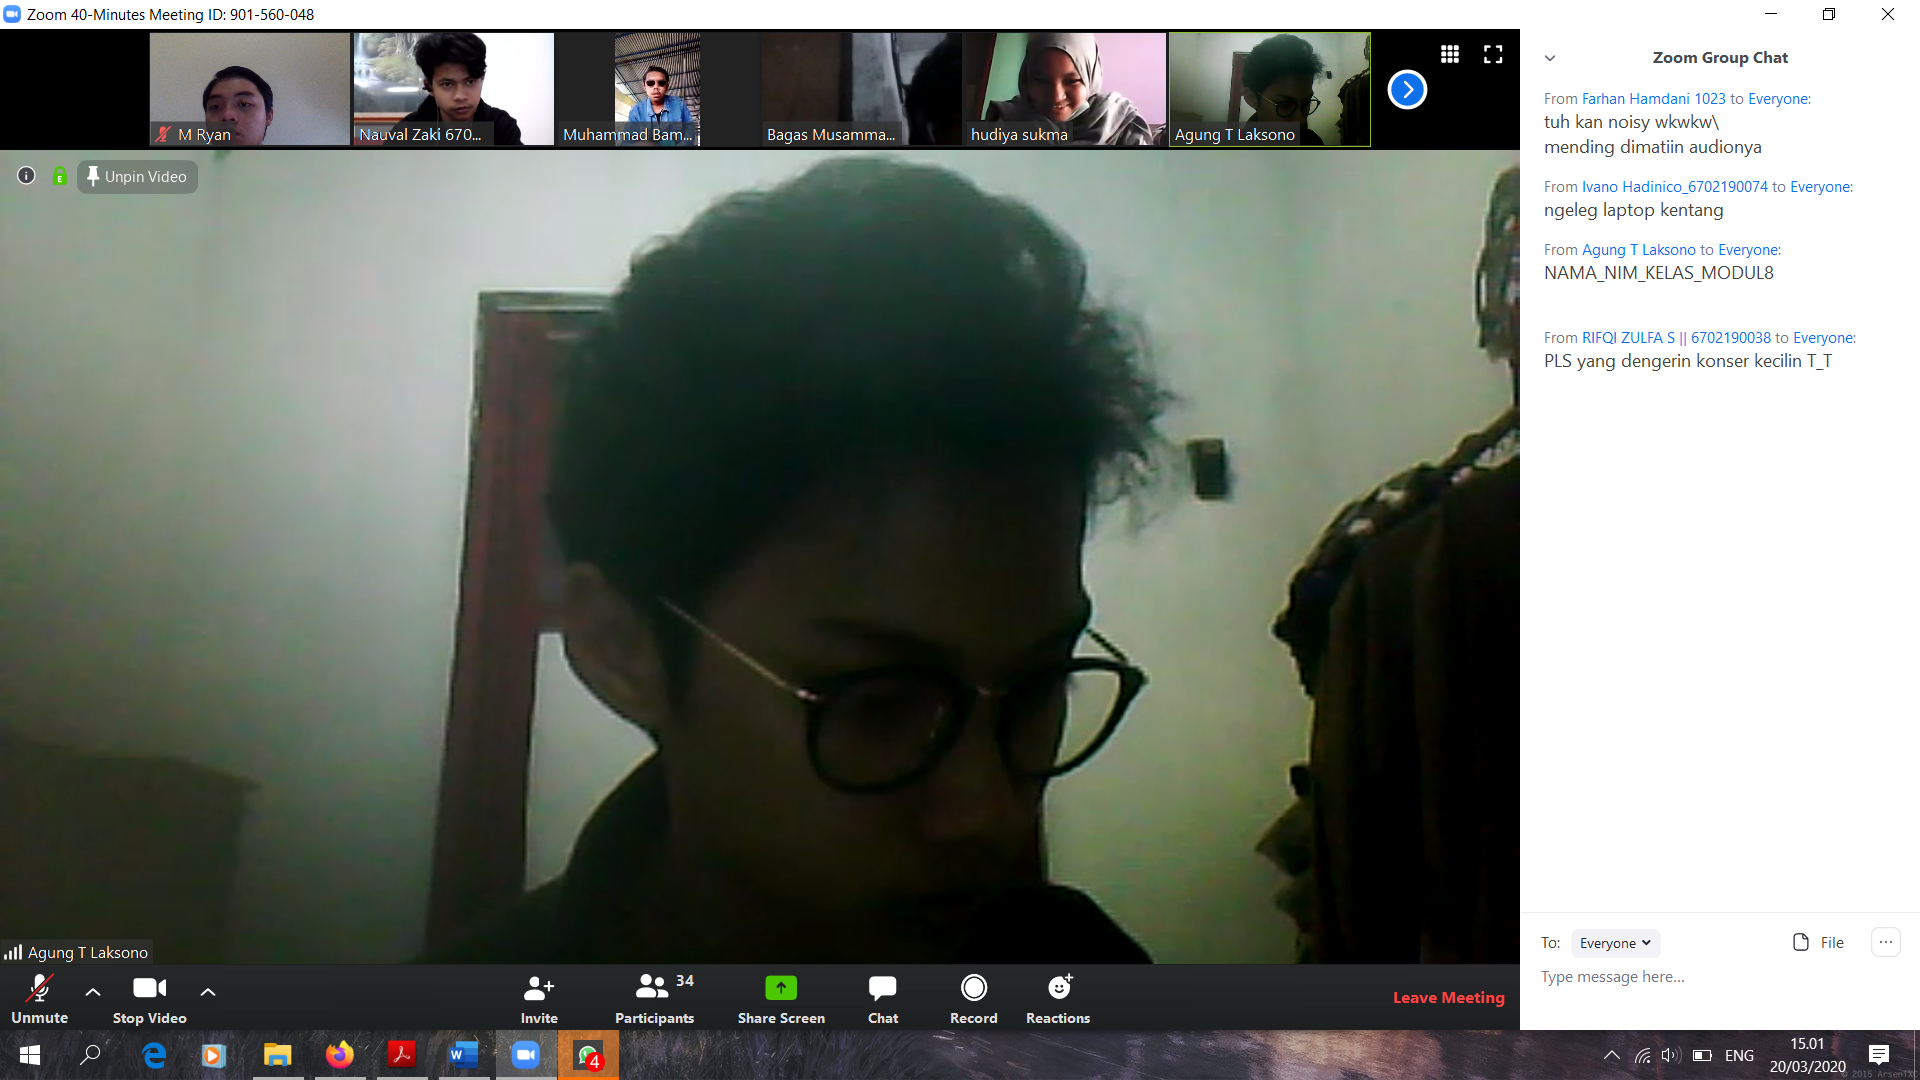 Zoom 40-Minutes Meeting ID: 901-560-048
M Ryan
Nauval Zaki 670...
Muhammad Bam...
Bagas Musamma...
hudiya sukma
Agung T Laksono
Unpin Video
Agung T Laksono
Unmute
Stop Video
Invite
Participants
34
Share Screen
Chat
Record
Reactions
Leave Meeting
Zoom Group Chat
From Farhan Hamdani 1023 to Everyone:
tuh kan noisy wkwkw\
mending dimatiin audionya
From Ivano Hadinico_6702190074 to Everyone:
ngeleg laptop kentang
From Agung T Laksono to Everyone:
NAMA_NIM_KELAS_MODUL8
From RIFQI ZULFA S || 6702190038 to Everyone:
PLS yang dengerin konser kecilin T_T
To: Everyone
File
Type message here...
4
ENG
15.01
20/03/2020
© 2015 ArsenTXC